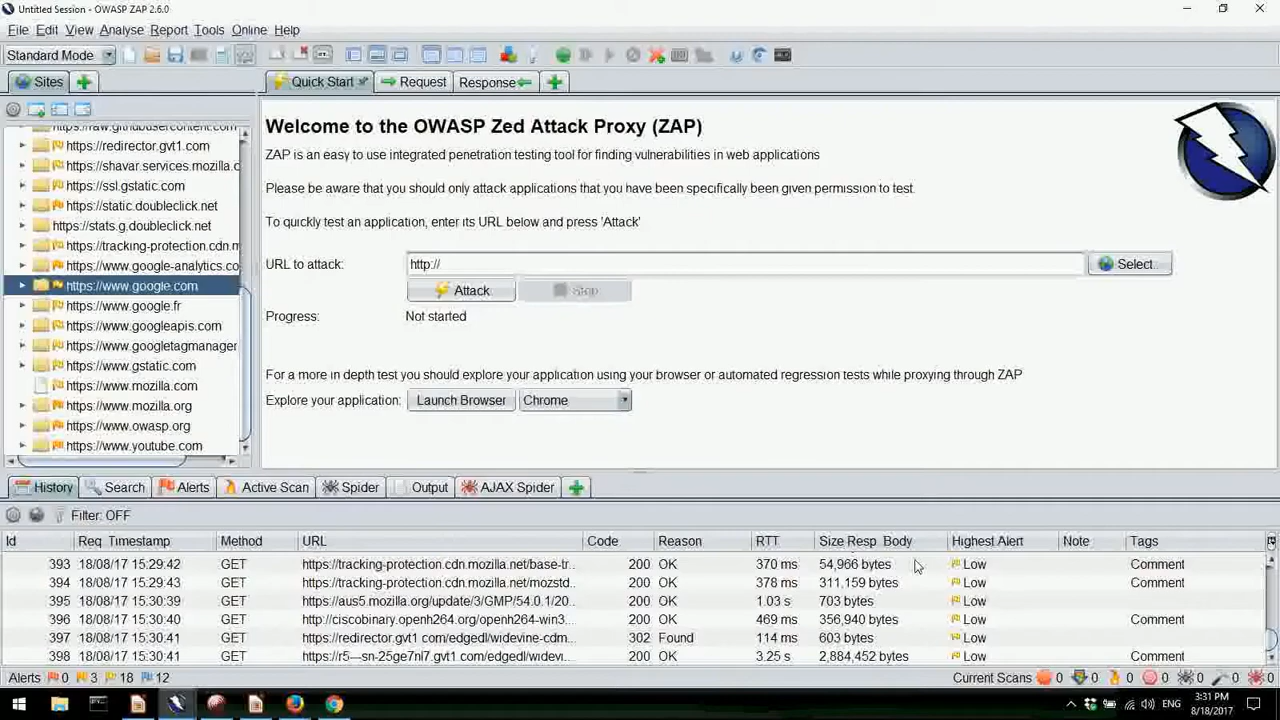 Untitled Session - OWASP ZAP 2.6.0
File Edit View Analyse Report Tools Online Help
Standard Mode
Sites
Quick Start Request Response
https://raw.githubusercontent.com
https://redirector.gvt1.com
https://shavar.services.mozilla.c
https://ssl.gstatic.com
https://static.doubleclick.net
https://stats.g.doubleclick.net
https://tracking-protection.cdn.m
https://www.google-analytics.co
https://www.google.com
https://www.google.fr
https://www.googleapis.com
https://www.googletagmanager
https://www.gstatic.com
https://www.mozilla.com
https://www.mozilla.org
https://www.owasp.org
https://www.youtube.com
Welcome to the OWASP Zed Attack Proxy (ZAP)
ZAP is an easy to use integrated penetration testing tool for finding vulnerabilities in web applications
Please be aware that you should only attack applications that you have been specifically been given permission to test.
To quickly test an application, enter its URL below and press 'Attack'
URL to attack: http:// Select...
Attack Stop
Progress: Not started
For a more in depth test you should explore your application using your browser or automated regression tests while proxying through ZAP
Explore your application: Launch Browser Chrome
History Search Alerts Active Scan Spider Output AJAX Spider
Filter: OFF
Id Req. Timestamp Method URL Code Reason RTT Size Resp. Body Highest Alert Note Tags
393 18/08/17 15:29:42 GET https://tracking-protection.cdn.mozilla.net/base-tr... 200 OK 370 ms 54,966 bytes Low Comment
394 18/08/17 15:29:43 GET https://tracking-protection.cdn.mozilla.net/mozstd... 200 OK 378 ms 311,159 bytes Low Comment
395 18/08/17 15:30:39 GET https://aus5.mozilla.org/update/3/GMP/54.0.1/20... 200 OK 1.03 s 703 bytes Low
396 18/08/17 15:30:40 GET http://ciscobinary.openh264.org/openh264-win3... 200 OK 469 ms 356,940 bytes Low Comment
397 18/08/17 15:30:41 GET https://redirector.gvt1.com/edgedl/widevine-cdm... 302 Found 114 ms 603 bytes Low
398 18/08/17 15:30:41 GET https://r5---sn-25ge7nl7.gvt1.com/edgedl/widevi... 200 OK 3.25 s 2,884,452 bytes Low Comment
Alerts 0 3 18 12 Current Scans 0 0 0 0 0 0 0
ENG 3:31 PM
8/18/2017